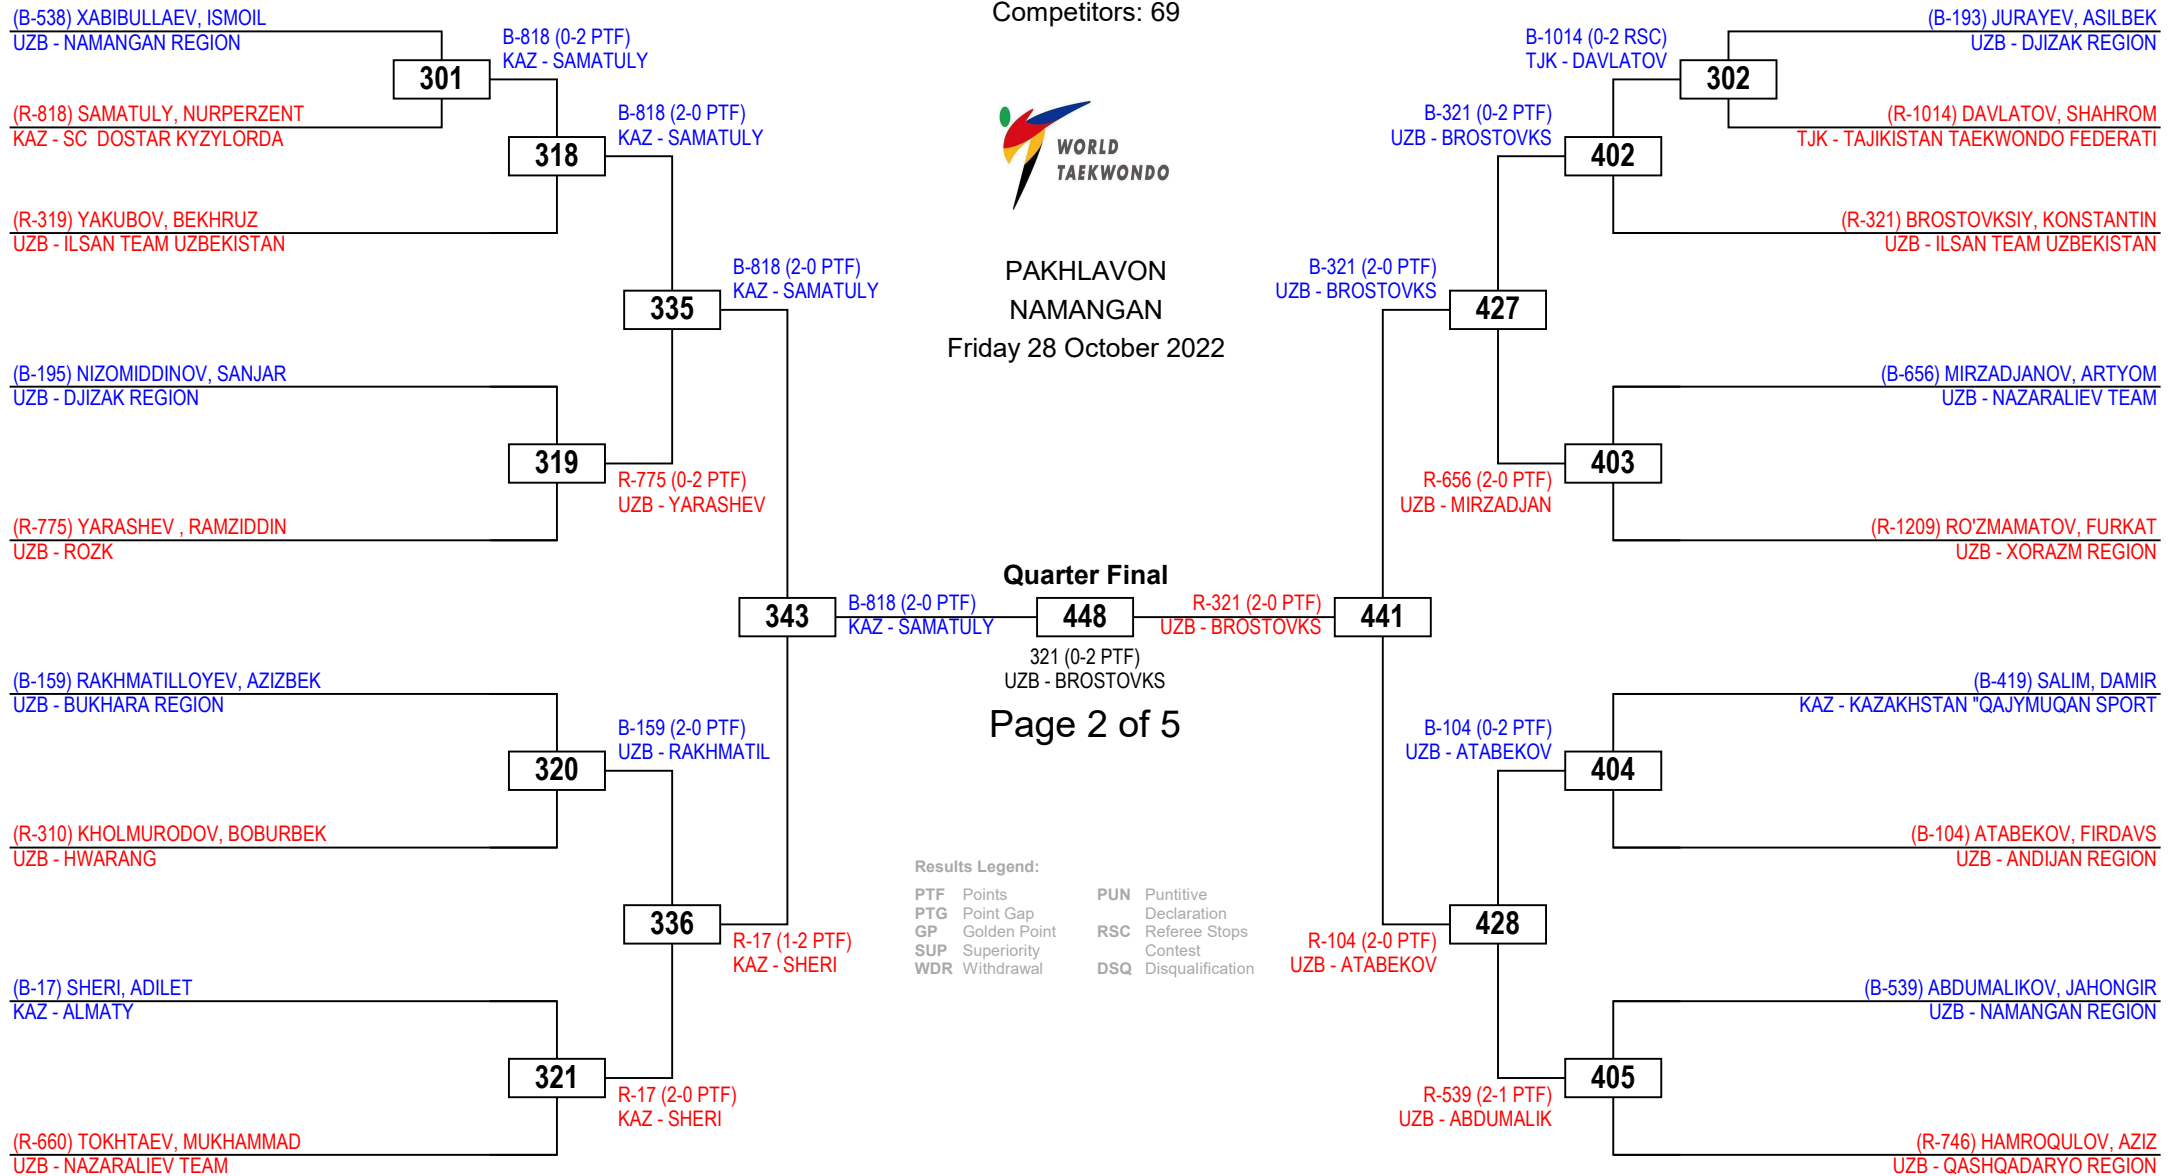 Competitors: 69
(B-538) XABIBULLAEV, ISMOIL
UZB - NAMANGAN REGION
301
(R-818) SAMATULY, NURPERZENT
KAZ - SC  DOSTAR KYZYLORDA
B-818 (0-2 PTF)
KAZ - SAMATULY
318
(R-319) YAKUBOV, BEKHRUZ
UZB - ILSAN TEAM UZBEKISTAN
B-818 (2-0 PTF)
KAZ - SAMATULY
335
B-818 (2-0 PTF)
KAZ - SAMATULY
(B-195) NIZOMIDDINOV, SANJAR
UZB - DJIZAK REGION
319
R-775 (0-2 PTF)
UZB - YARASHEV
(R-775) YARASHEV , RAMZIDDIN
UZB - ROZK
343
B-818 (2-0 PTF)
KAZ - SAMATULY
(B-159) RAKHMATILLOYEV, AZIZBEK
UZB - BUKHARA REGION
320
B-159 (2-0 PTF)
UZB - RAKHMATIL
(R-310) KHOLMURODOV, BOBURBEK
UZB - HWARANG
336
R-17 (1-2 PTF)
KAZ - SHERI
(B-17) SHERI, ADILET
KAZ - ALMATY
321
R-17 (2-0 PTF)
KAZ - SHERI
(R-660) TOKHTAEV, MUKHAMMAD
UZB - NAZARALIEV TEAM
WORLD
TAEKWONDO
PAKHLAVON
NAMANGAN
Friday 28 October 2022
Quarter Final
448
321 (0-2 PTF)
UZB - BROSTOVKS
Page 2 of 5
Results Legend:
PTF Points
PTG Point Gap
GP Golden Point
SUP Superiority
WDR Withdrawal
PUN Puntitive
Declaration
RSC Referee Stops
Contest
DSQ Disqualification
(B-193) JURAYEV, ASILBEK
UZB - DJIZAK REGION
B-1014 (0-2 RSC)
TJK - DAVLATOV
302
(R-1014) DAVLATOV, SHAHROM
TJK - TAJIKISTAN TAEKWONDO FEDERATI
B-321 (0-2 PTF)
UZB - BROSTOVKS
402
(R-321) BROSTOVKSIY, KONSTANTIN
UZB - ILSAN TEAM UZBEKISTAN
B-321 (2-0 PTF)
UZB - BROSTOVKS
427
(B-656) MIRZADJANOV, ARTYOM
UZB - NAZARALIEV TEAM
403
R-656 (2-0 PTF)
UZB - MIRZADJAN
(R-1209) RO'ZMAMATOV, FURKAT
UZB - XORAZM REGION
R-321 (2-0 PTF)
UZB - BROSTOVKS
441
(B-419) SALIM, DAMIR
KAZ - KAZAKHSTAN "QAJYMUQAN SPORT
B-104 (0-2 PTF)
UZB - ATABEKOV
404
(B-104) ATABEKOV, FIRDAVS
UZB - ANDIJAN REGION
428
R-104 (2-0 PTF)
UZB - ATABEKOV
(B-539) ABDUMALIKOV, JAHONGIR
UZB - NAMANGAN REGION
405
R-539 (2-1 PTF)
UZB - ABDUMALIK
(R-746) HAMROQULOV, AZIZ
UZB - QASHQADARYO REGION